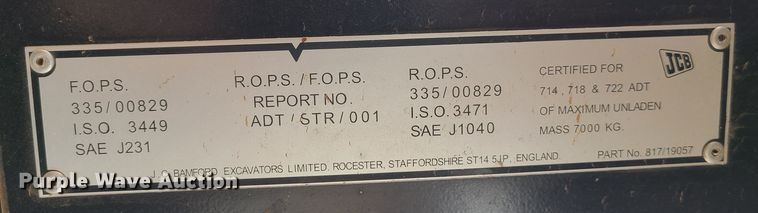 F.O.P.S.
335/00829
I.S.O. 3449
SAE J231
R.O.P.S./F.O.P.S.
REPORT NO.
ADT/STR/001
R.O.P.S.
335/00829
I.S.O. 3471
SAE J1040
CERTIFIED FOR
714, 718 & 722 ADT
OF MAXIMUM UNLADEN
MASS 7000 KG.
JCB
J.C. BAMFORD EXCAVATORS LIMITED. ROCESTER, STAFFORDSHIRE ST14 5JP, ENGLAND.
PART No. 817/19057
Purple Wave Auction